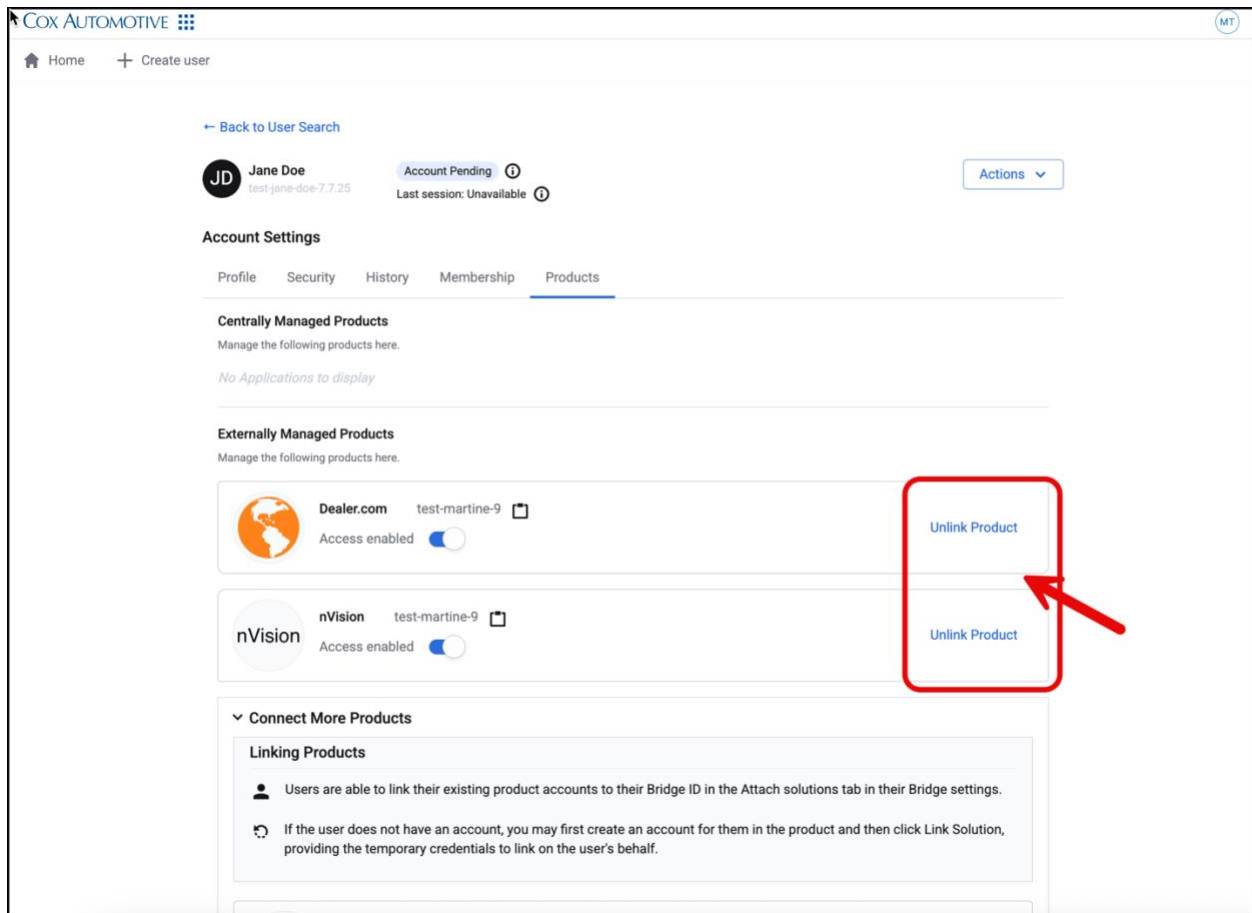 COX AUTOMOTIVE
MT
Home
Create user
← Back to User Search
JD
Jane Doe
test-jane-doe-7.7.25
Account Pending
Last session: Unavailable
Actions
Account Settings
Profile Security History Membership Products
Centrally Managed Products
Manage the following products here.
No Applications to display
Externally Managed Products
Manage the following products here.
Dealer.com test-martine-9
Access enabled
Unlink Product
nVision
nVision test-martine-9
Access enabled
Unlink Product
Connect More Products
Linking Products
Users are able to link their existing product accounts to their Bridge ID in the Attach solutions tab in their Bridge settings.
If the user does not have an account, you may first create an account for them in the product and then click Link Solution,
providing the temporary credentials to link on the user's behalf.